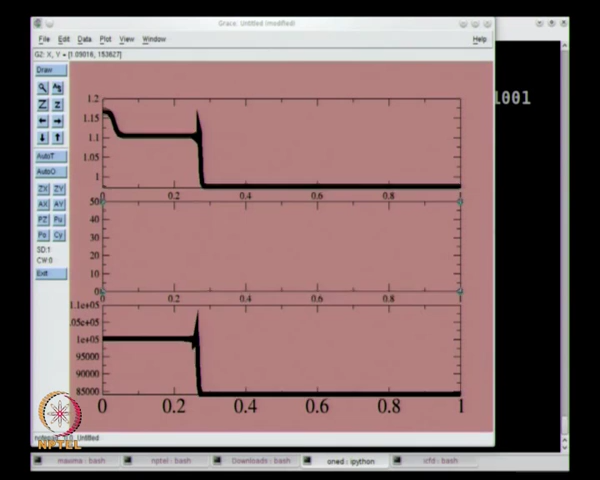 Grace: Untitled (modified)
File Edit Data Plot View Window Help
G2: X, Y = [1.09016, 153627]
Draw
1001
Z z
AutoT
AutoO
ZX ZY
AX AY
PZ Pu
Po Cy
SD:1
CW:0
Exit
1.2
1.15
1.1
1.05
1
0 0.2 0.4 0.6 0.8 1
50
40
30
20
10
0
0 0.2 0.4 0.6 0.8 1
1.1e+05
1.05e+05
1e+05
95000
90000
85000
0 0.2 0.4 0.6 0.8 1
NPTEL
Untitled
maxima : bash nptel : bash Downloads : bash oned : ipython xcfd : bash